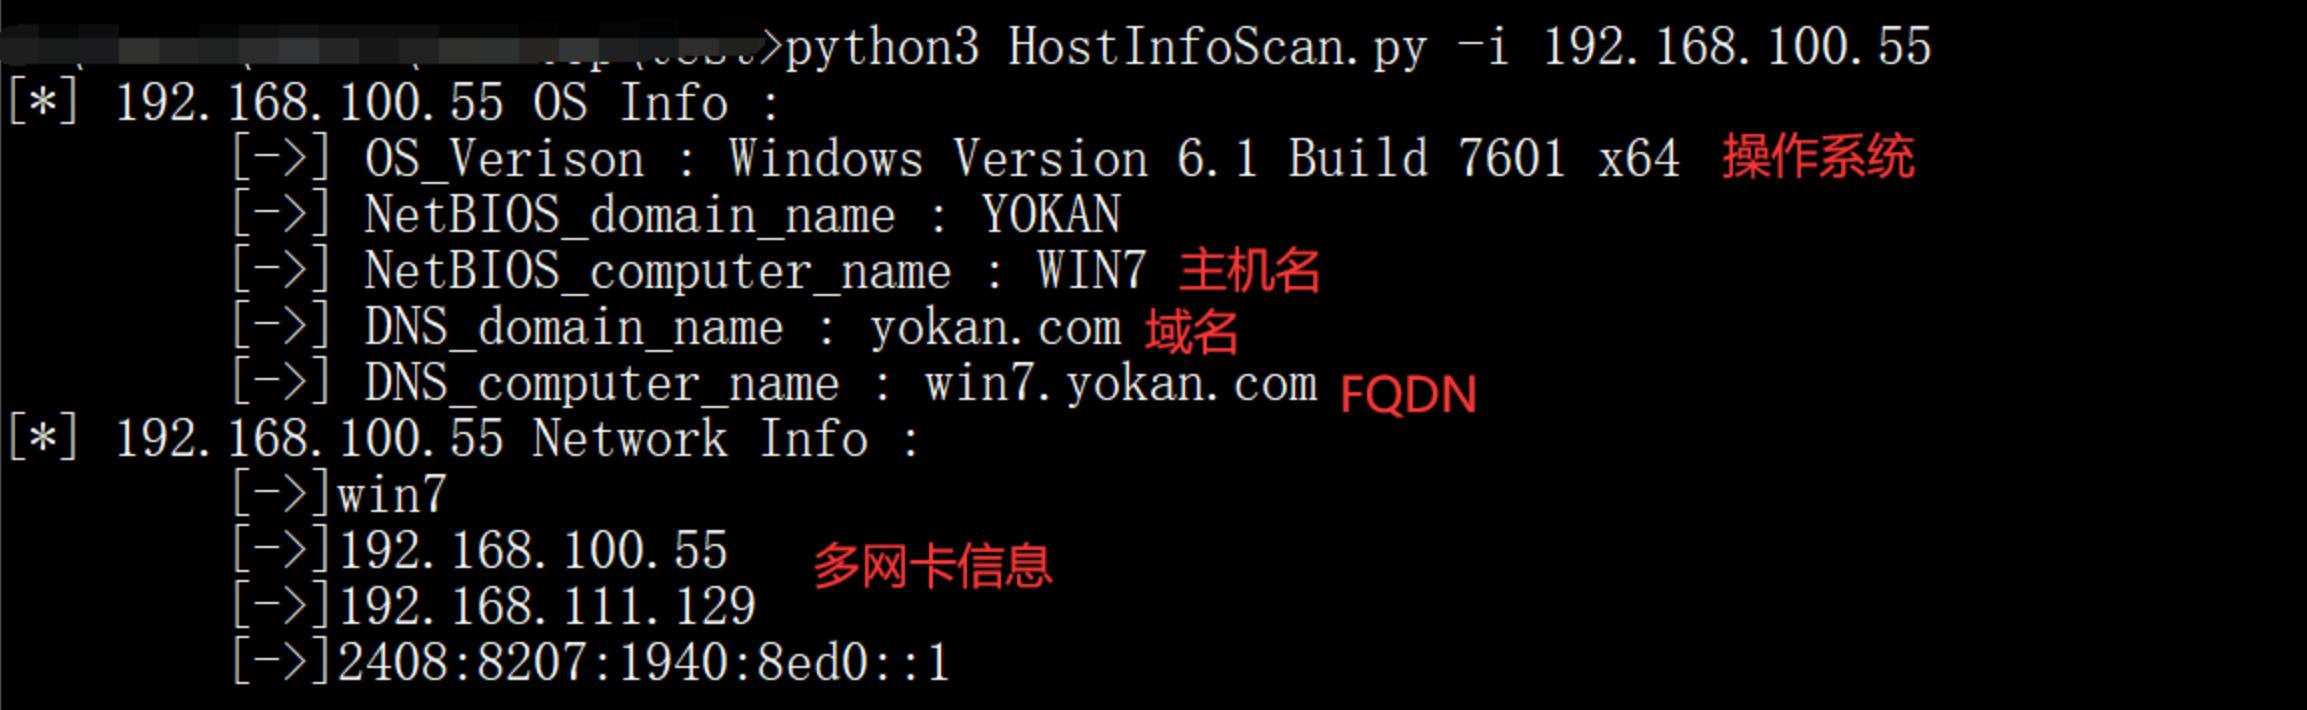 >python3 HostInfoScan.py -i 192.168.100.55
[*] 192.168.100.55 OS Info :
[->] OS_Verison : Windows Version 6.1 Build 7601 x64 操作系统
[->] NetBIOS_domain_name : YOKAN
[->] NetBIOS_computer_name : WIN7 主机名
[->] DNS_domain_name : yokan.com 域名
[->] DNS_computer_name : win7.yokan.com FQDN
[*] 192.168.100.55 Network Info :
[->]win7
[->]192.168.100.55 多网卡信息
[->]192.168.111.129
[->]2408:8207:1940:8ed0::1